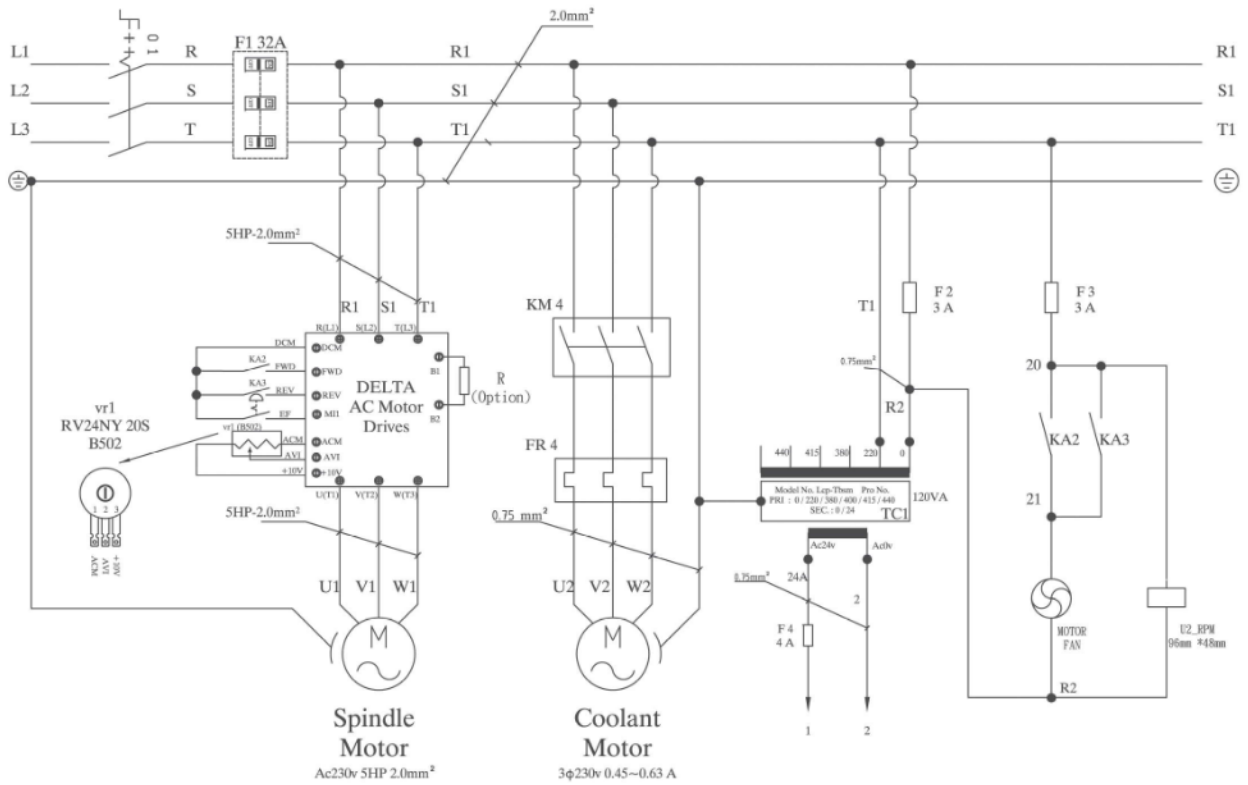 2.0mm²
0 1
L1
R
F1 32A
R1
R1
L2
S
S1
S1
L3
T
T1
T1
5HP-2.0mm²
R1
S1
T1
R(L1)
S(L2)
T(L3)
KM 4
T1
F 2
3 A
F 3
3 A
DCM
DCM
KA2
FWD
FWD
KA3
REV
REV
EF
MI1
DELTA
AC Motor
Drives
B1
B2
R
(Option)
0.75mm²
R2
20
vr1
RV24NY 20S
B502
vr1 (B502)
ACM
ACM
AVI
AVI
+10V
+10V
U(T1)
V(T2)
W(T3)
FR 4
440
415
380
220
0
KA2
KA3
Model No. Lcp-Tbsm Pro No.
PRI : 0 / 220 / 380 / 400 / 415 / 440
SEC. : 0 / 24
TC1
120VA
21
1 2 3
ACM
AVI
+10V
5HP-2.0mm²
0.75 mm²
Ac24v
Ac0v
0.75mm²
24A
2
U1
V1
W1
U2
V2
W2
F 4
4 A
M
M
MOTOR
FAN
U2_RPM
96mm *48mm
R2
1
2
Spindle
Motor
Ac230v 5HP 2.0mm²
Coolant
Motor
3ϕ230v 0.45~0.63 A